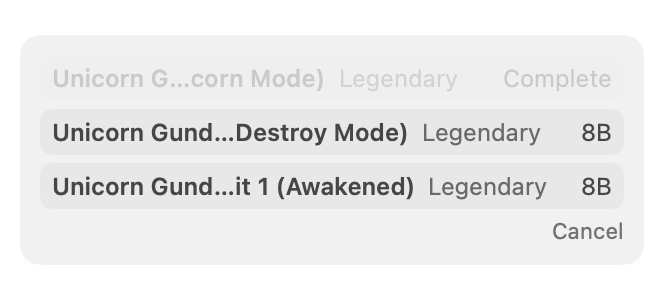 Unicorn G...corn Mode) Legendary Complete
Unicorn Gund...Destroy Mode) Legendary 8B
Unicorn Gund...it 1 (Awakened) Legendary 8B
Cancel